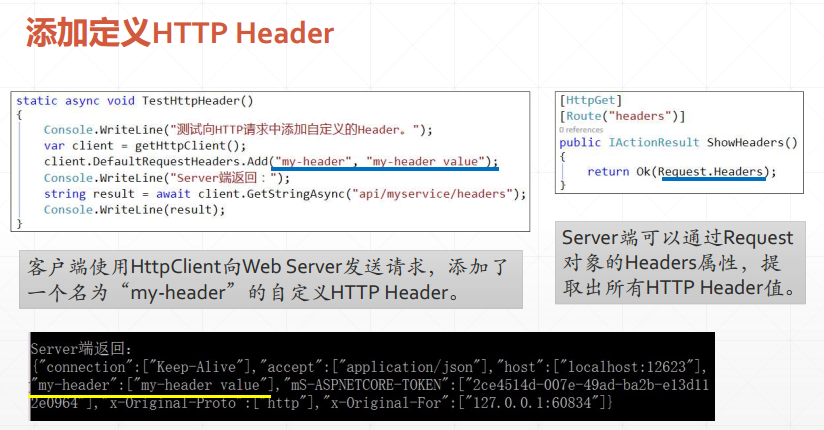 添加定义HTTP Header
static async void TestHttpHeader()
{
    Console.WriteLine("测试向HTTP请求中添加自定义的Header。");
    var client = getHttpClient();
    client.DefaultRequestHeaders.Add("my-header", "my-header value");
    Console.WriteLine("Server端返回：");
    string result = await client.GetStringAsync("api/myservice/headers");
    Console.WriteLine(result);
}
[HttpGet]
[Route("headers")]
0 references
public IActionResult ShowHeaders()
{
    return Ok(Request.Headers);
}
客户端使用HttpClient向Web Server发送请求，添加了
一个名为“my-header”的自定义HTTP Header。
Server端可以通过Request
对象的Headers属性，提
取出所有HTTP Header值。
Server端返回：
{"connection":["Keep-Alive"],"accept":["application/json"],"host":["localhost:12623"],
"my-header":["my-header value"],"mS-ASPNETCORE-TOKEN":["2ce4514d-007e-49ad-ba2b-e13d11
2e0964"],"x-Original-Proto":["http"],"x-Original-For":["127.0.0.1:60834"]}